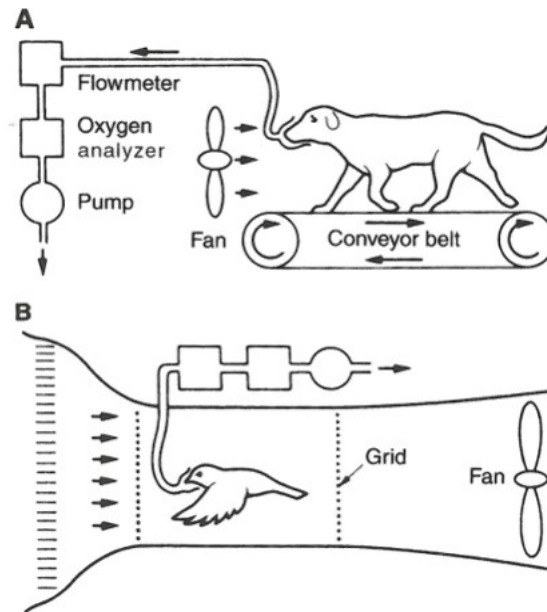 A
Flowmeter
Oxygen
analyzer
Pump
Fan
Conveyor belt
B
Grid
Fan